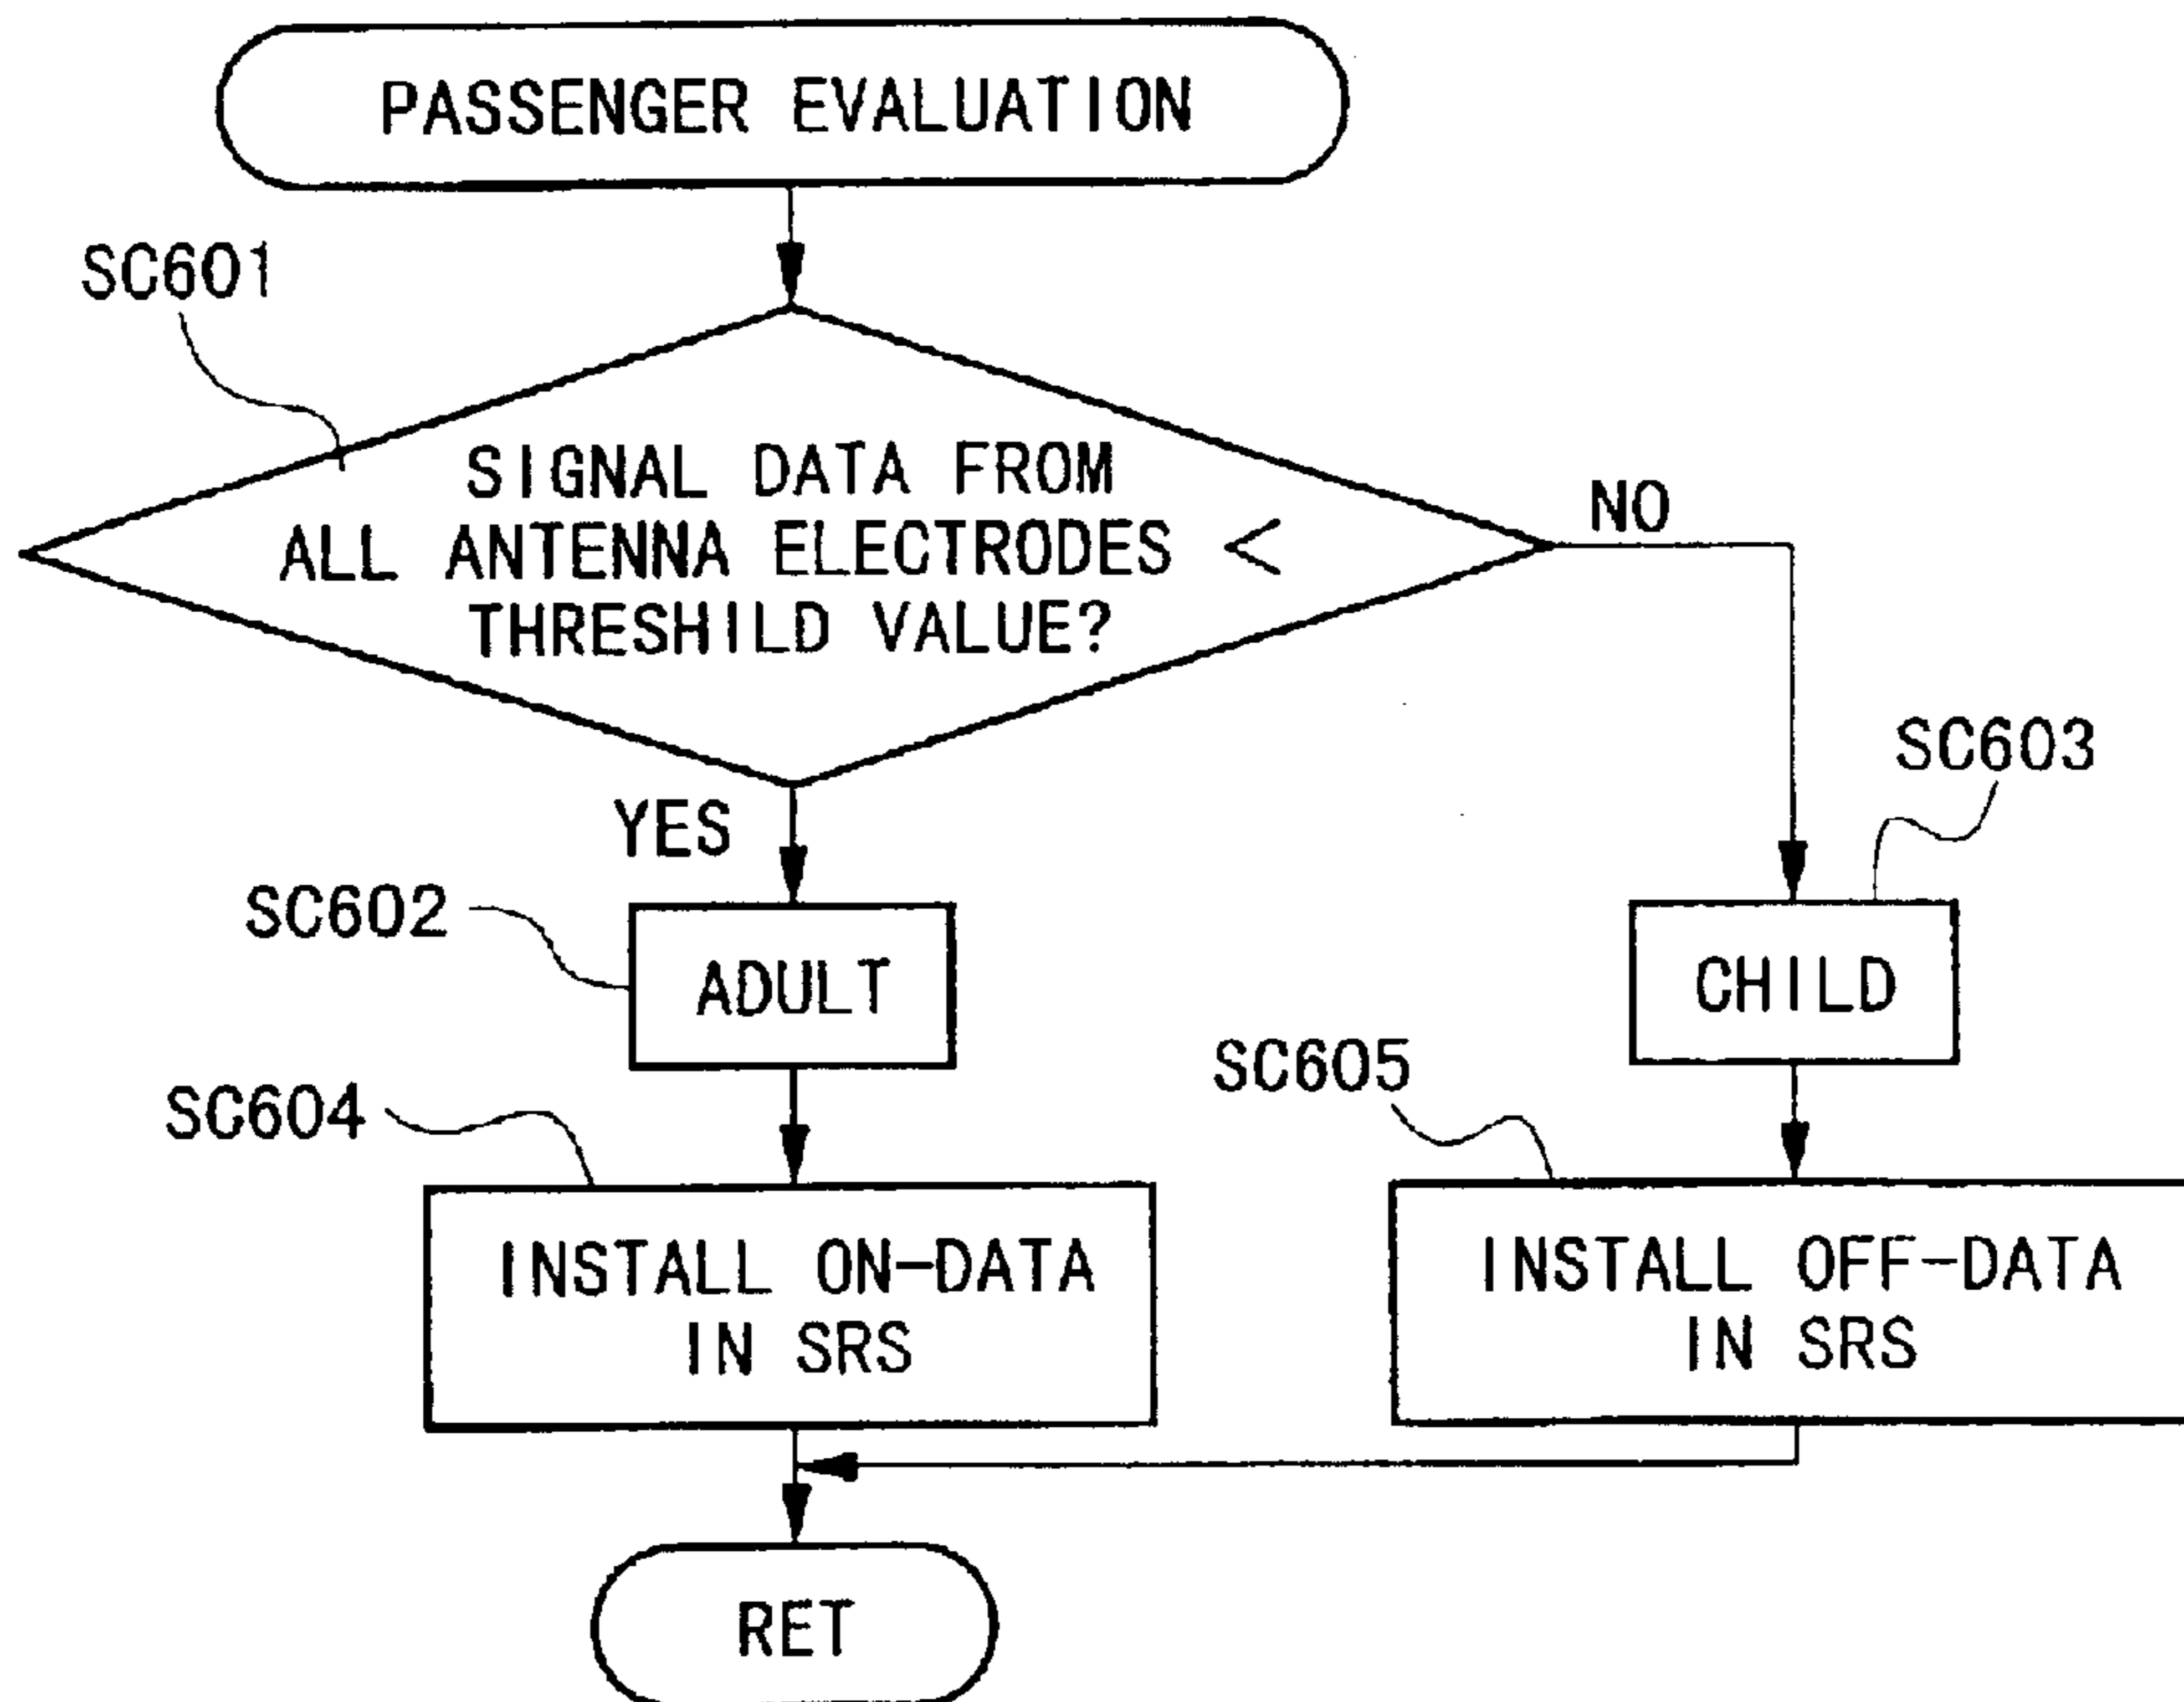 PASSENGER EVALUATION
SC601
SIGNAL DATA FROM
ALL ANTENNA ELECTRODES <
THRESHILD VALUE?
NO
YES
SC603
SC602
ADULT
CHILD
SC604
SC605
INSTALL ON-DATA
IN SRS
INSTALL OFF-DATA
IN SRS
RET